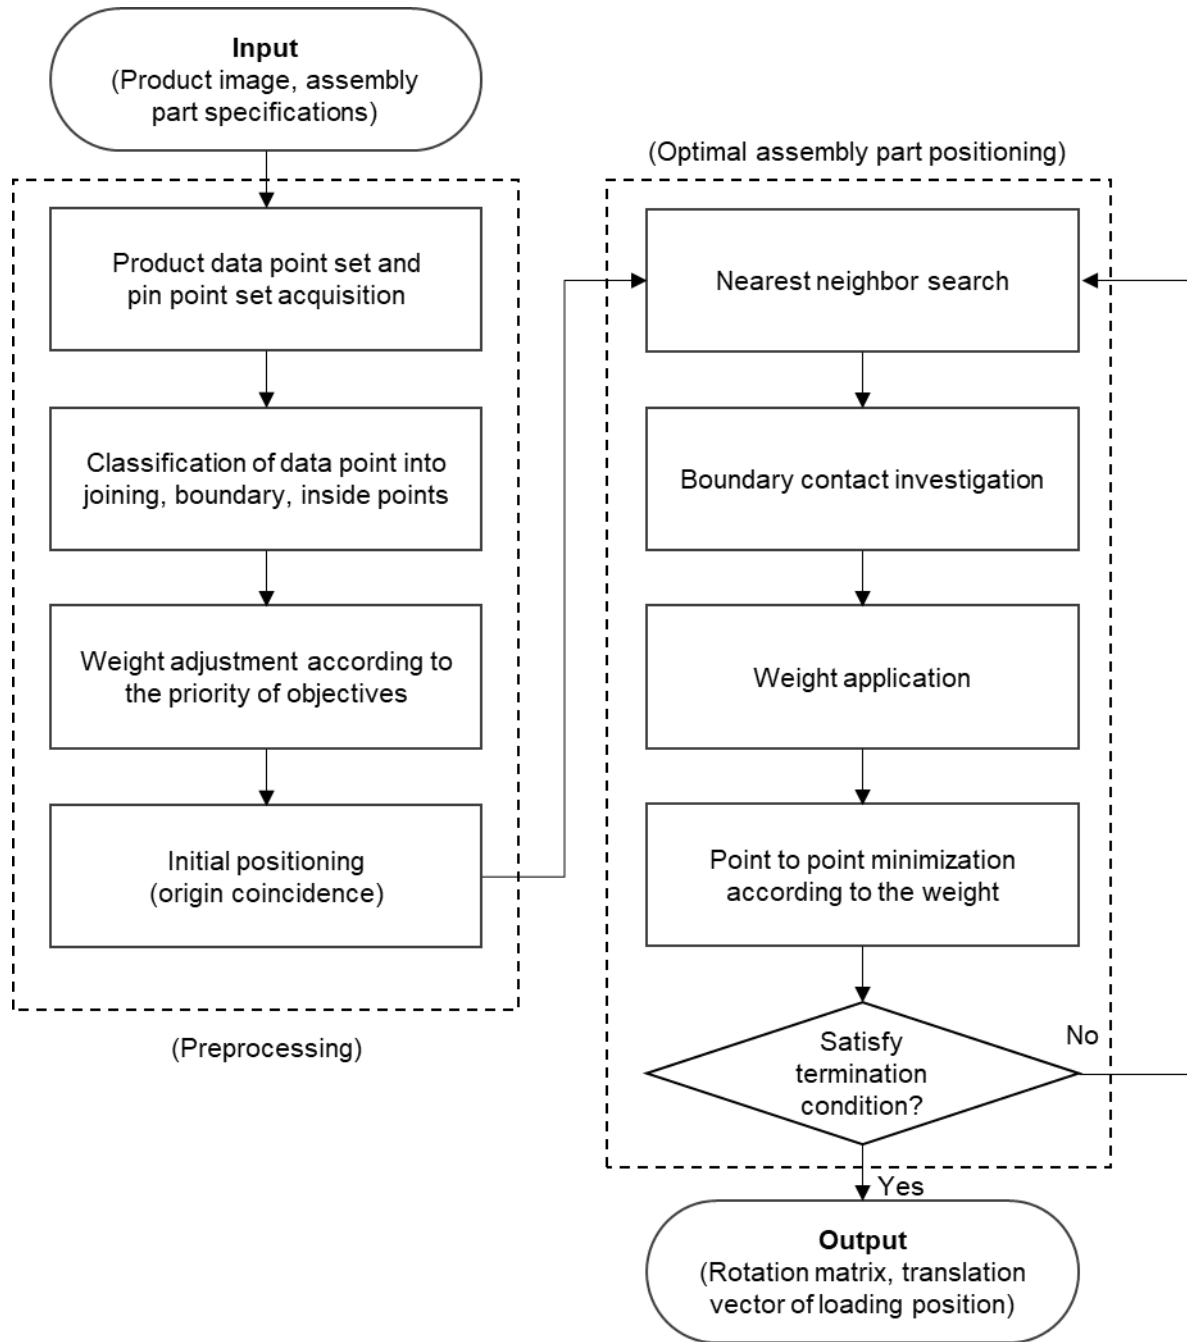 Input
(Product image, assembly
part specifications)
Product data point set and
pin point set acquisition
Classification of data point into
joining, boundary, inside points
Weight adjustment according to
the priority of objectives
Initial positioning
(origin coincidence)
(Preprocessing)
(Optimal assembly part positioning)
Nearest neighbor search
Boundary contact investigation
Weight application
Point to point minimization
according to the weight
Satisfy
termination
condition?
No
Yes
Output
(Rotation matrix, translation
vector of loading position)